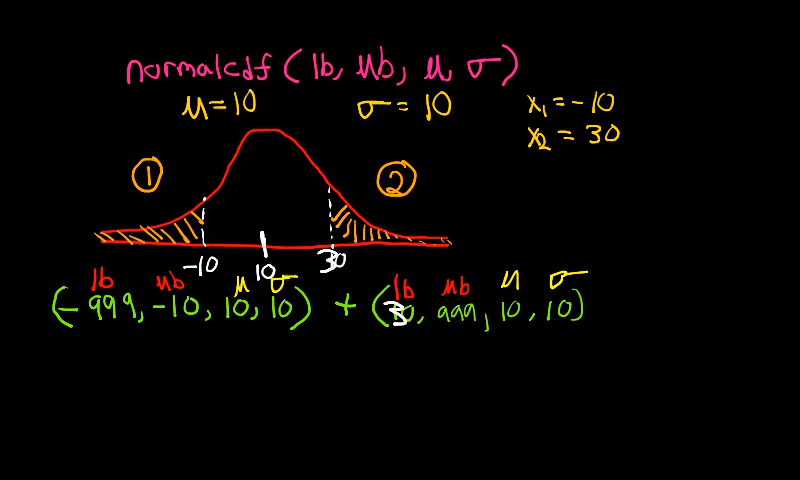 normalcdf (lb, ub, μ, σ)
μ = 10 σ = 10 x₁ = -10
x₂ = 30
① ②
-10 10 30
lb ub μ σ lb ub μ σ
(-999, -10, 10, 10) + (30, 999, 10, 10)